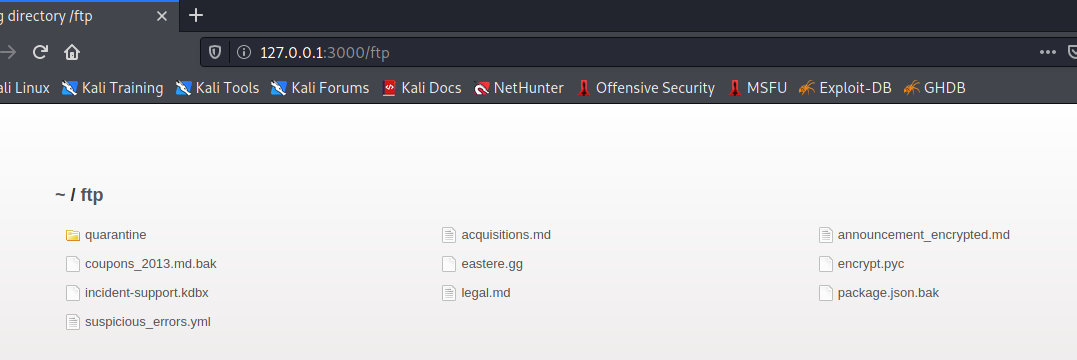 g directory /ftp
127.0.0.1:3000/ftp
ali Linux Kali Training Kali Tools Kali Forums Kali Docs NetHunter Offensive Security MSFU Exploit-DB GHDB
~ / ftp
quarantine acquisitions.md announcement_encrypted.md
coupons_2013.md.bak eastere.gg encrypt.pyc
incident-support.kdbx legal.md package.json.bak
suspicious_errors.yml